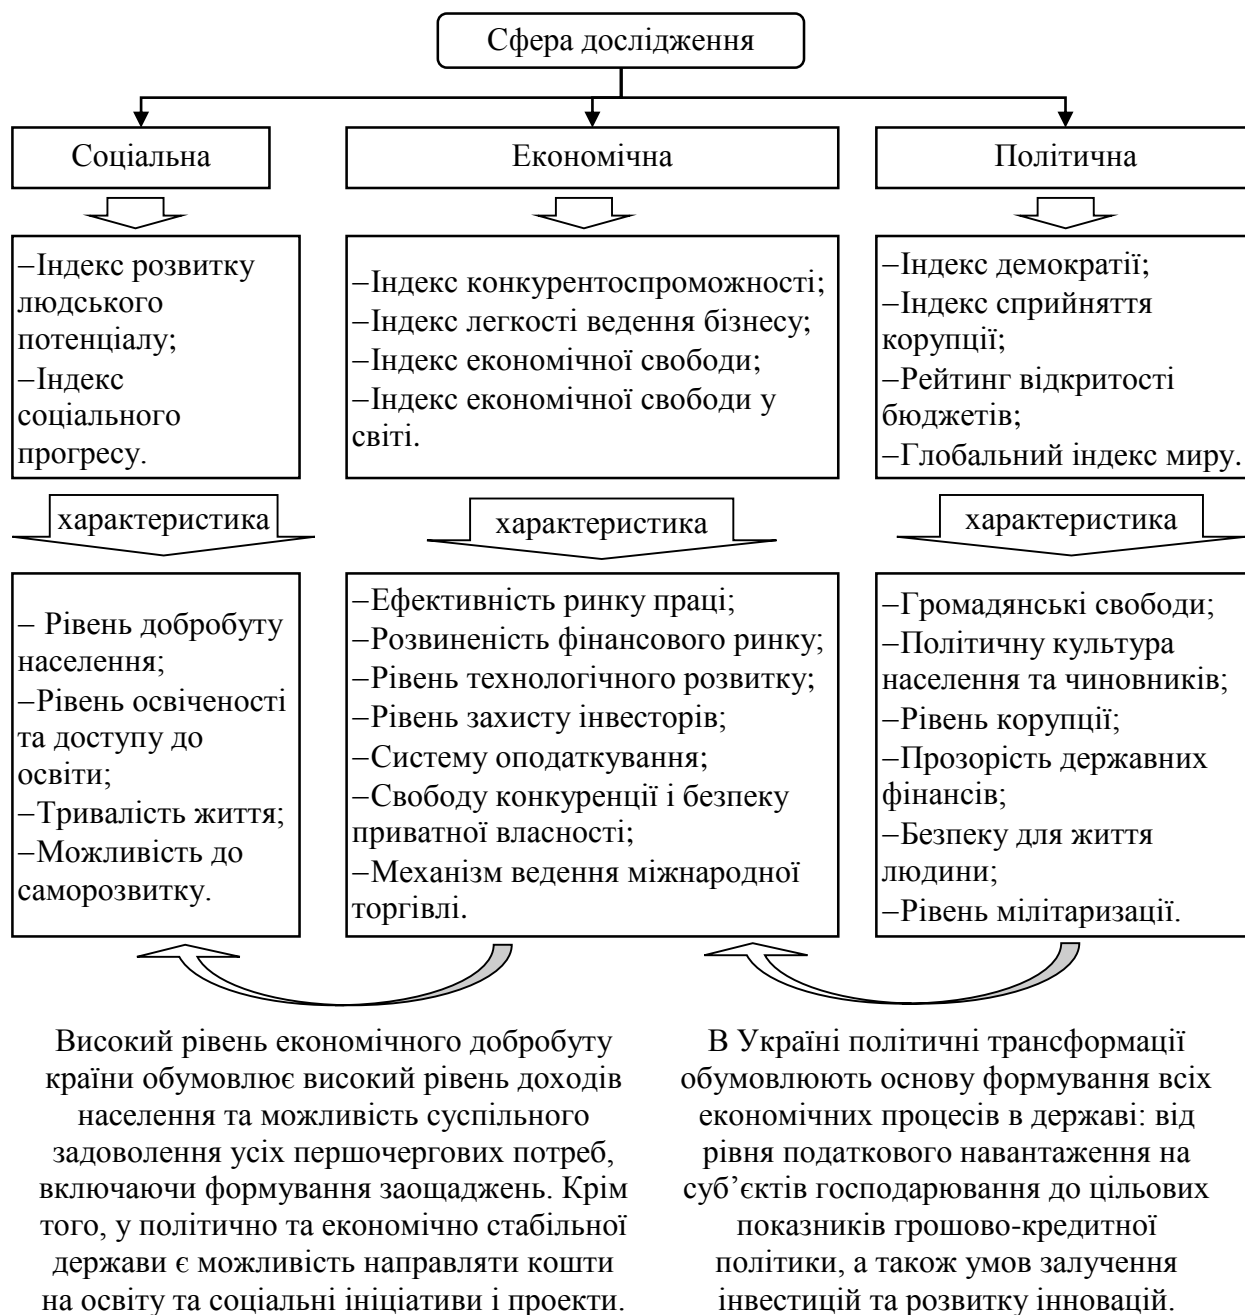 Сфера дослідження
Соціальна
Економічна
Політична
–Індекс розвитку
людського
потенціалу;
–Індекс
соціального
прогресу.
–Індекс конкурентоспроможності;
–Індекс легкості ведення бізнесу;
–Індекс економічної свободи;
–Індекс економічної свободи у
світі.
–Індекс демократії;
–Індекс сприйняття
корупції;
–Рейтинг відкритості
бюджетів;
–Глобальний індекс миру.
характеристика
характеристика
характеристика
– Рівень добробуту
населення;
–Рівень освіченості
та доступу до
освіти;
–Тривалість життя;
–Можливість до
саморозвитку.
–Ефективність ринку праці;
–Розвиненість фінансового ринку;
–Рівень технологічного розвитку;
–Рівень захисту інвесторів;
–Систему оподаткування;
–Свободу конкуренції і безпеку
приватної власності;
–Механізм ведення міжнародної
торгівлі.
–Громадянські свободи;
–Політичну культура
населення та чиновників;
–Рівень корупції;
–Прозорість державних
фінансів;
–Безпеку для життя
людини;
–Рівень мілітаризації.
Високий рівень економічного добробуту
країни обумовлює високий рівень доходів
населення та можливість суспільного
задоволення усіх першочергових потреб,
включаючи формування заощаджень. Крім
того, у політично та економічно стабільної
держави є можливість направляти кошти
на освіту та соціальні ініціативи і проекти.
В Україні політичні трансформації
обумовлюють основу формування всіх
економічних процесів в державі: від
рівня податкового навантаження на
суб’єктів господарювання до цільових
показників грошово-кредитної
політики, а також умов залучення
інвестицій та розвитку інновацій.